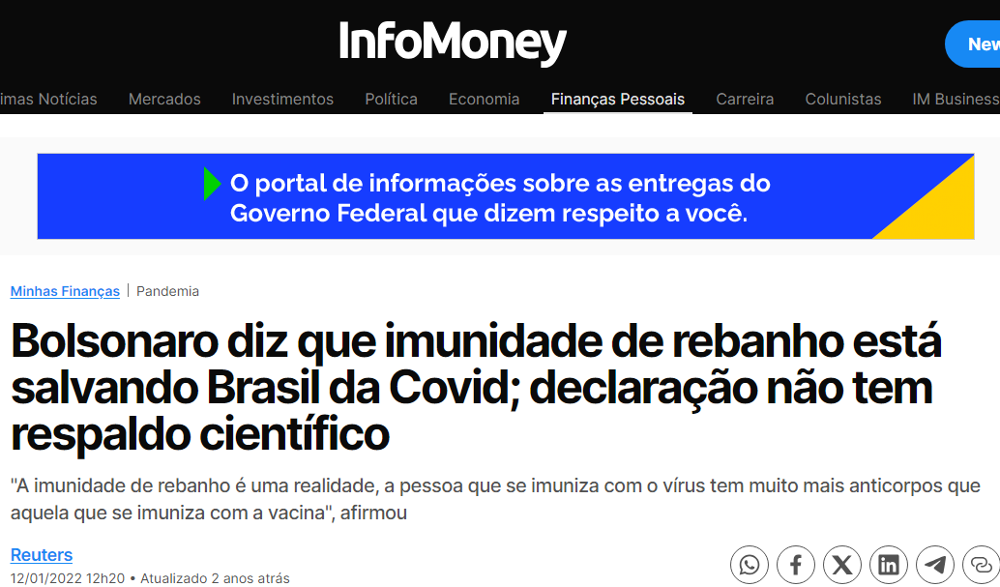 InfoMoney
New
imas Notícias Mercados Investimentos Política Economia Finanças Pessoais Carreira Colunistas IM Business
O portal de informações sobre as entregas do
Governo Federal que dizem respeito a você.
Minhas Finanças | Pandemia
Bolsonaro diz que imunidade de rebanho está
salvando Brasil da Covid; declaração não tem
respaldo científico
"A imunidade de rebanho é uma realidade, a pessoa que se imuniza com o vírus tem muito mais anticorpos que
aquela que se imuniza com a vacina", afirmou
Reuters
12/01/2022 12h20 • Atualizado 2 anos atrás